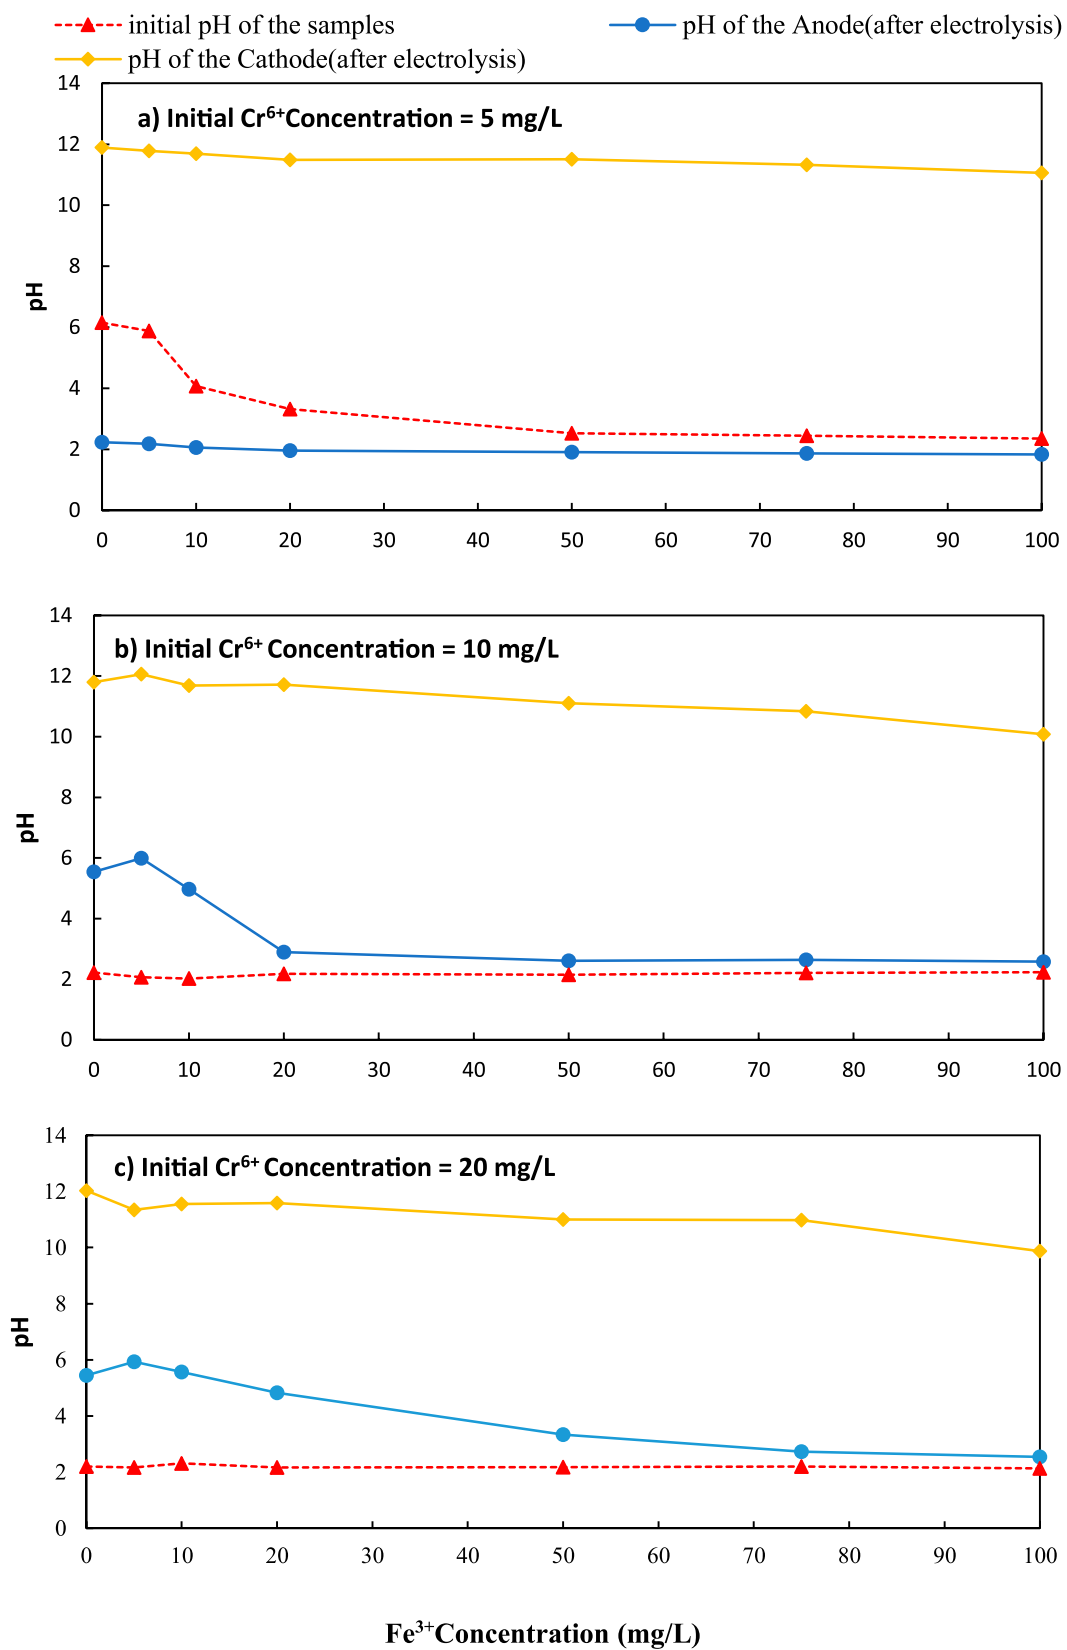 initial pH of the samples
pH of the Anode(after electrolysis)
pH of the Cathode(after electrolysis)
14
a) Initial Cr⁶⁺Concentration = 5 mg/L
12
10
8
pH
6
4
2
0
0 10 20 30 40 50 60 70 80 90 100
14
b) Initial Cr⁶⁺ Concentration = 10 mg/L
12
10
8
pH
6
4
2
0
0 10 20 30 40 50 60 70 80 90 100
14
c) Initial Cr⁶⁺ Concentration = 20 mg/L
12
10
8
pH
6
4
2
0
0 10 20 30 40 50 60 70 80 90 100
Fe³⁺Concentration (mg/L)